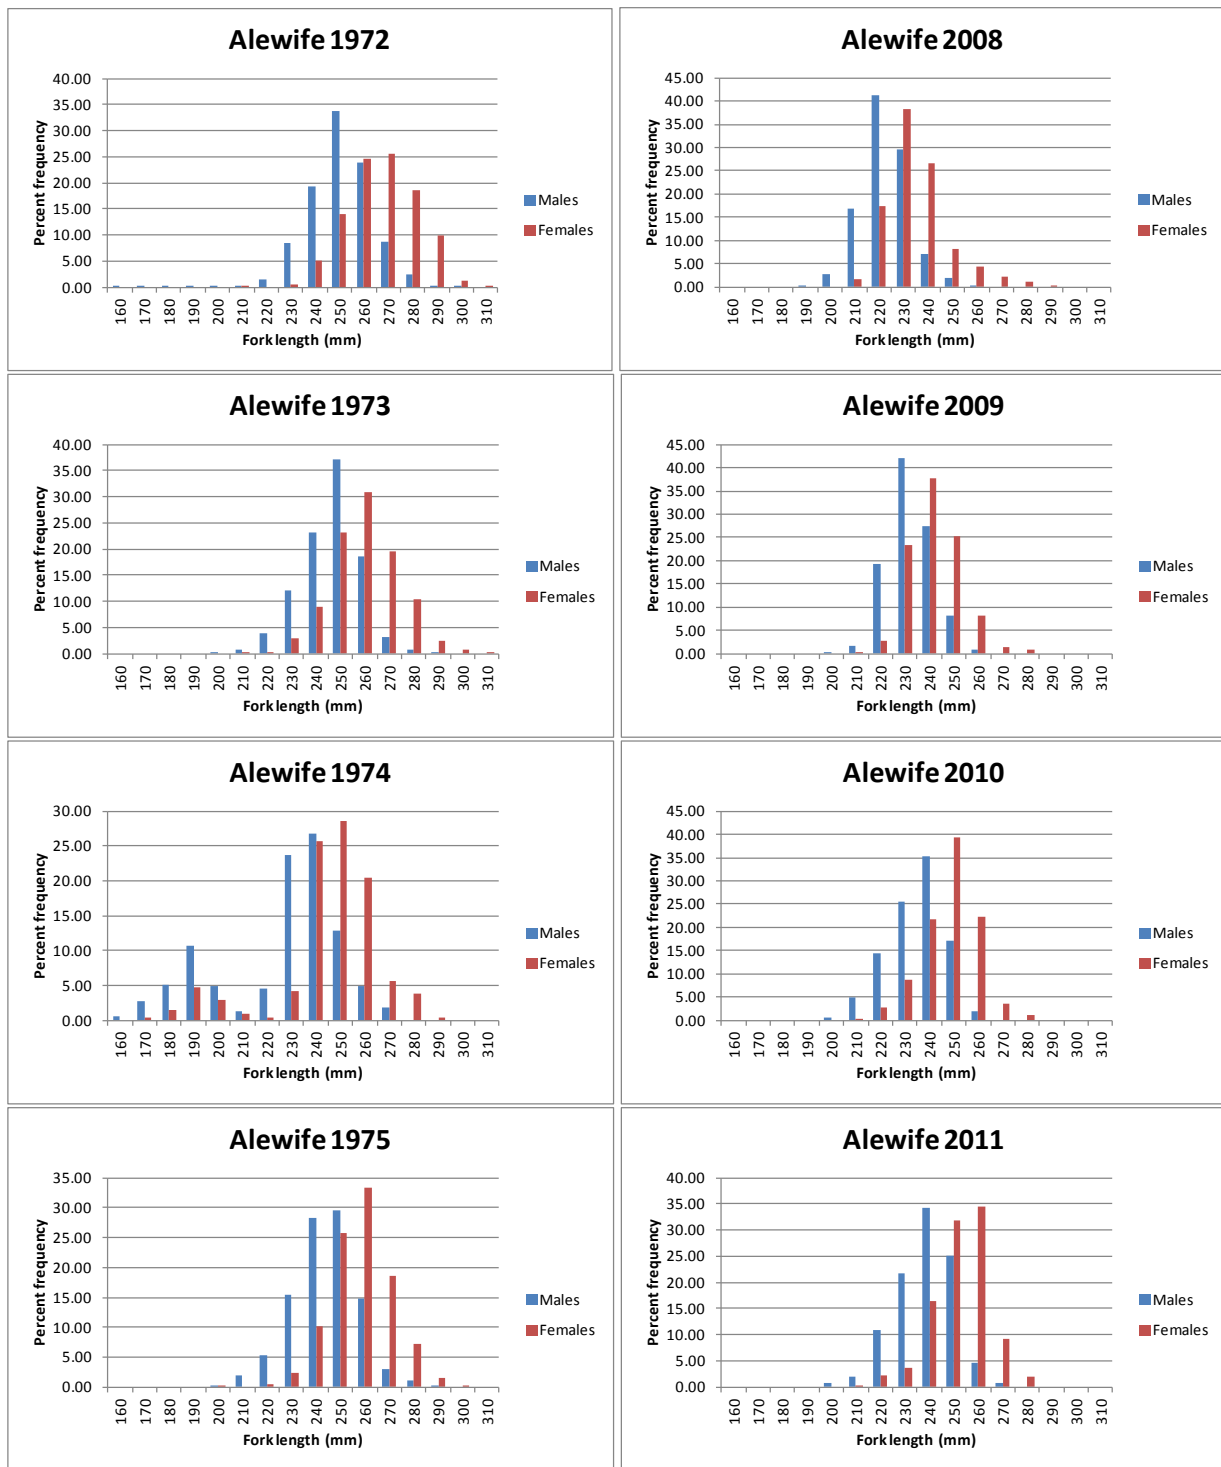 Alewife 1972
40.00
35.00
30.00
25.00
20.00
15.00
10.00
5.00
0.00
Percent frequency
160 170 180 190 200 210 220 230 240 250 260 270 280 290 300 310
Fork length (mm)
Males
Females
Alewife 2008
45.00
40.00
35.00
30.00
25.00
20.00
15.00
10.00
5.00
0.00
Percent frequency
160 170 180 190 200 210 220 230 240 250 260 270 280 290 300 310
Fork length (mm)
Males
Females
Alewife 1973
40.00
35.00
30.00
25.00
20.00
15.00
10.00
5.00
0.00
Percent frequency
160 170 180 190 200 210 220 230 240 250 260 270 280 290 300 310
Fork length (mm)
Males
Females
Alewife 2009
45.00
40.00
35.00
30.00
25.00
20.00
15.00
10.00
5.00
0.00
Percent frequency
160 170 180 190 200 210 220 230 240 250 260 270 280 290 300 310
Fork length (mm)
Males
Females
Alewife 1974
30.00
25.00
20.00
15.00
10.00
5.00
0.00
Percent frequency
160 170 180 190 200 210 220 230 240 250 260 270 280 290 300 310
Fork length (mm)
Males
Females
Alewife 2010
45.00
40.00
35.00
30.00
25.00
20.00
15.00
10.00
5.00
0.00
Percent frequency
160 170 180 190 200 210 220 230 240 250 260 270 280 290 300 310
Fork length (mm)
Males
Females
Alewife 1975
35.00
30.00
25.00
20.00
15.00
10.00
5.00
0.00
Percent frequency
160 170 180 190 200 210 220 230 240 250 260 270 280 290 300 310
Fork length (mm)
Males
Females
Alewife 2011
40.00
35.00
30.00
25.00
20.00
15.00
10.00
5.00
0.00
Percent frequency
160 170 180 190 200 210 220 230 240 250 260 270 280 290 300 310
Fork length (mm)
Males
Females